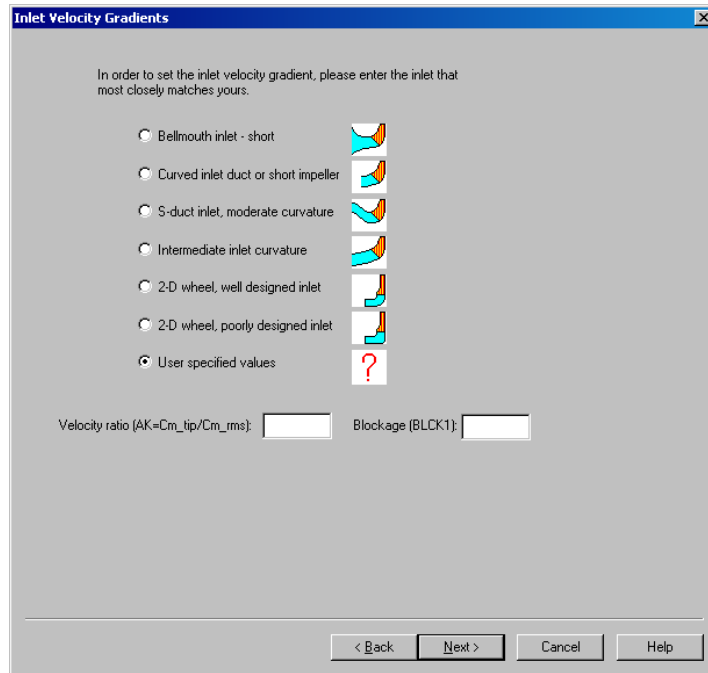 Inlet Velocity Gradients
In order to set the inlet velocity gradient, please enter the inlet that
most closely matches yours.
Bellmouth inlet - short
Curved inlet duct or short impeller
S-duct inlet, moderate curvature
Intermediate inlet curvature
2-D wheel, well designed inlet
2-D wheel, poorly designed inlet
User specified values
?
Velocity ratio (AK=Cm_tip/Cm_rms): Blockage (BLCK1):
< Back Next > Cancel Help